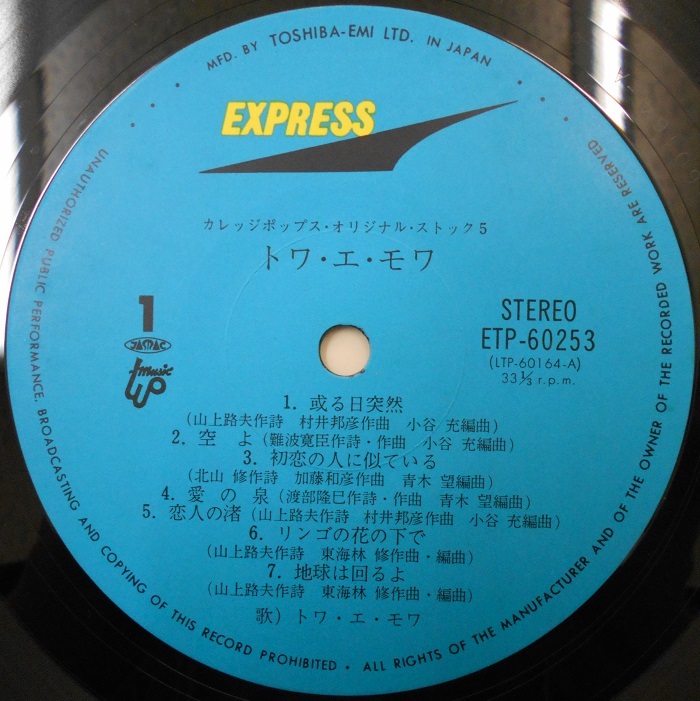 MFD. BY TOSHIBA-EMI LTD. IN JAPAN
EXPRESS
カレッジポップス・オリジナル・ストック5
トワ・エ・モワ
1
JASRAC
music up
STEREO
ETP-60253
(LTP-60164-A)
33⅓ r.p.m.
1. 或る日突然
(山上路夫作詩 村井邦彦作曲 小谷 充編曲)
2. 空 よ(難波寛臣作詩・作曲 小谷 充編曲)
3. 初恋の人に似ている
(北山 修作詩 加藤和彦作曲 青木 望編曲)
4. 愛 の 泉(渡部隆巳作詩・作曲 青木 望編曲)
5. 恋人の渚(山上路夫作詩 村井邦彦作曲 小谷 充編曲)
6. リンゴの花の下で
(山上路夫作詩 東海林 修作曲・編曲)
7. 地球は回るよ
(山上路夫作詩 東海林 修作曲・編曲)
歌) トワ・エ・モワ
UNAUTHORIZED PUBLIC PERFORMANCE, BROADCASTING AND COPYING OF THIS RECORD PROHIBITED • ALL RIGHTS OF THE MANUFACTURER AND OF THE OWNER OF THE RECORDED WORK ARE RESERVED